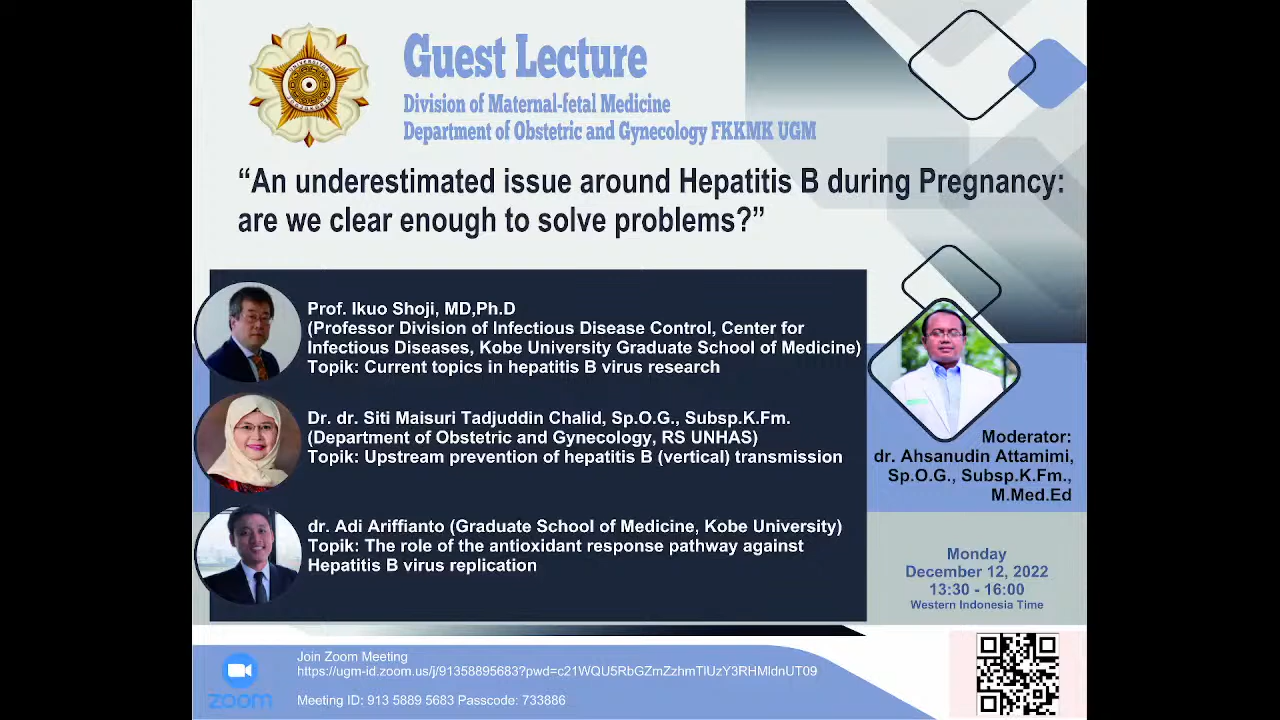 Guest Lecture
Division of Maternal-fetal Medicine
Department of Obstetric and Gynecology FKKMK UGM
“An underestimated issue around Hepatitis B during Pregnancy:
are we clear enough to solve problems?”
Prof. Ikuo Shoji, MD,Ph.D
(Professor Division of Infectious Disease Control, Center for
Infectious Diseases, Kobe University Graduate School of Medicine)
Topik: Current topics in hepatitis B virus research
Dr. dr. Siti Maisuri Tadjuddin Chalid, Sp.O.G., Subsp.K.Fm.
(Department of Obstetric and Gynecology, RS UNHAS)
Topik: Upstream prevention of hepatitis B (vertical) transmission
dr. Adi Ariffianto (Graduate School of Medicine, Kobe University)
Topik: The role of the antioxidant response pathway against
Hepatitis B virus replication
Moderator:
dr. Ahsanudin Attamimi,
Sp.O.G., Subsp.K.Fm.,
M.Med.Ed
Monday
December 12, 2022
13:30 - 16:00
Western Indonesia Time
zoom
Join Zoom Meeting
https://ugm-id.zoom.us/j/91358895683?pwd=c21WQU5RbGZmZzhmTlUzY3RHMldnUT09
Meeting ID: 913 5889 5683 Passcode: 733886